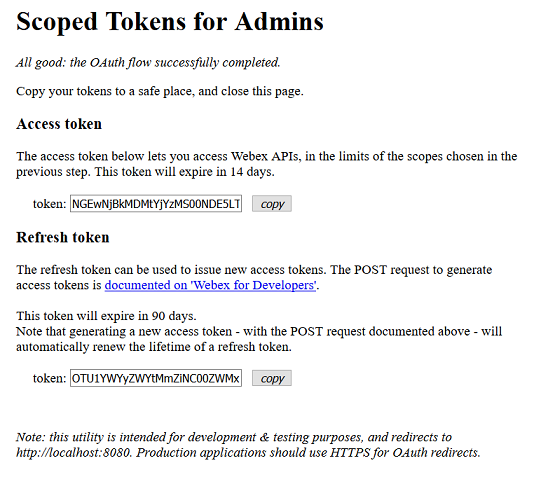 Scoped Tokens for Admins
All good: the OAuth flow successfully completed.
Copy your tokens to a safe place, and close this page.
Access token
The access token below lets you access Webex APIs, in the limits of the scopes chosen in the
previous step. This token will expire in 14 days.
token: NGEwNjBkMDMtYjYzMS00NDE5LT copy
Refresh token
The refresh token can be used to issue new access tokens. The POST request to generate
access tokens is documented on 'Webex for Developers'.
This token will expire in 90 days.
Note that generating a new access token - with the POST request documented above - will
automatically renew the lifetime of a refresh token.
token: OTU1YWYyZWYtMmZiNC00ZWMx copy
Note: this utility is intended for development & testing purposes, and redirects to
http://localhost:8080. Production applications should use HTTPS for OAuth redirects.